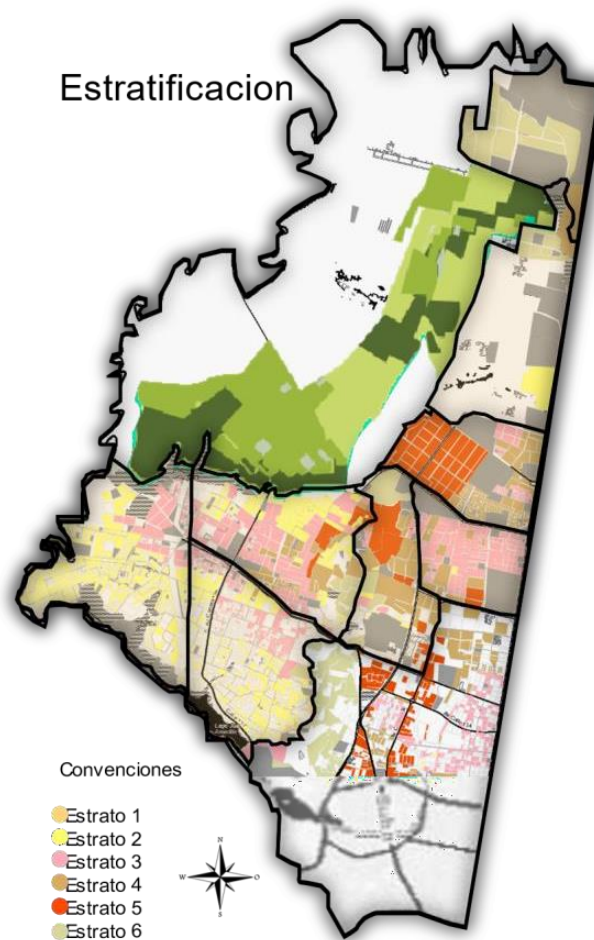 Estratificacion
Convenciones
Estrato 1
Estrato 2
Estrato 3
Estrato 4
Estrato 5
Estrato 6
N
W
O
S